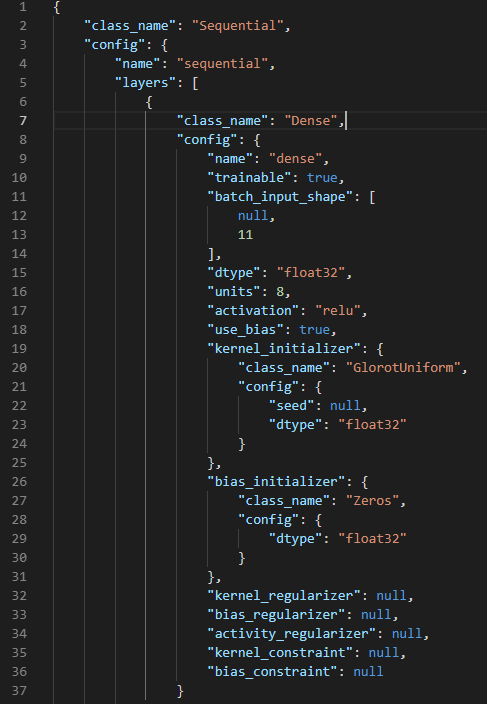 1 {
2 "class_name": "Sequential",
3 "config": {
4 "name": "sequential",
5 "layers": [
6 {
7 "class_name": "Dense",
8 "config": {
9 "name": "dense",
10 "trainable": true,
11 "batch_input_shape": [
12 null,
13 11
14 ],
15 "dtype": "float32",
16 "units": 8,
17 "activation": "relu",
18 "use_bias": true,
19 "kernel_initializer": {
20 "class_name": "GlorotUniform",
21 "config": {
22 "seed": null,
23 "dtype": "float32"
24 }
25 },
26 "bias_initializer": {
27 "class_name": "Zeros",
28 "config": {
29 "dtype": "float32"
30 }
31 },
32 "kernel_regularizer": null,
33 "bias_regularizer": null,
34 "activity_regularizer": null,
35 "kernel_constraint": null,
36 "bias_constraint": null
37 }